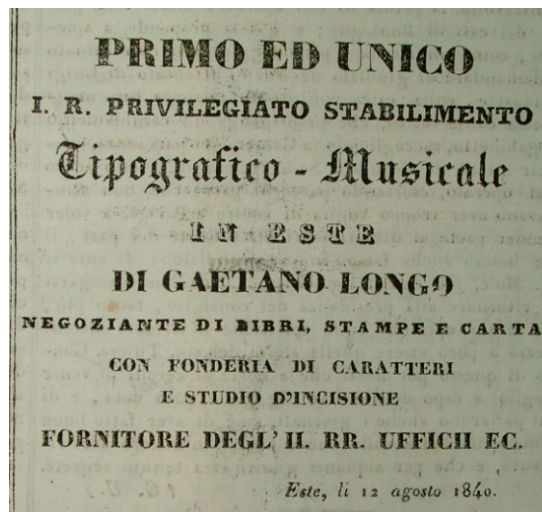 PRIMO ED UNICO
I. R. PRIVILEGIATO STABILIMENTO
Tipografico - Musicale
IN ESTE
DI GAETANO LONGO
NEGOZIANTE DI BIBRI, STAMPE E CARTA
CON FONDERIA DI CARATTERI
E STUDIO D'INCISIONE
FORNITORE DEGL' II. RR. UFFICII EC.
Este, li 12 agosto 1840.